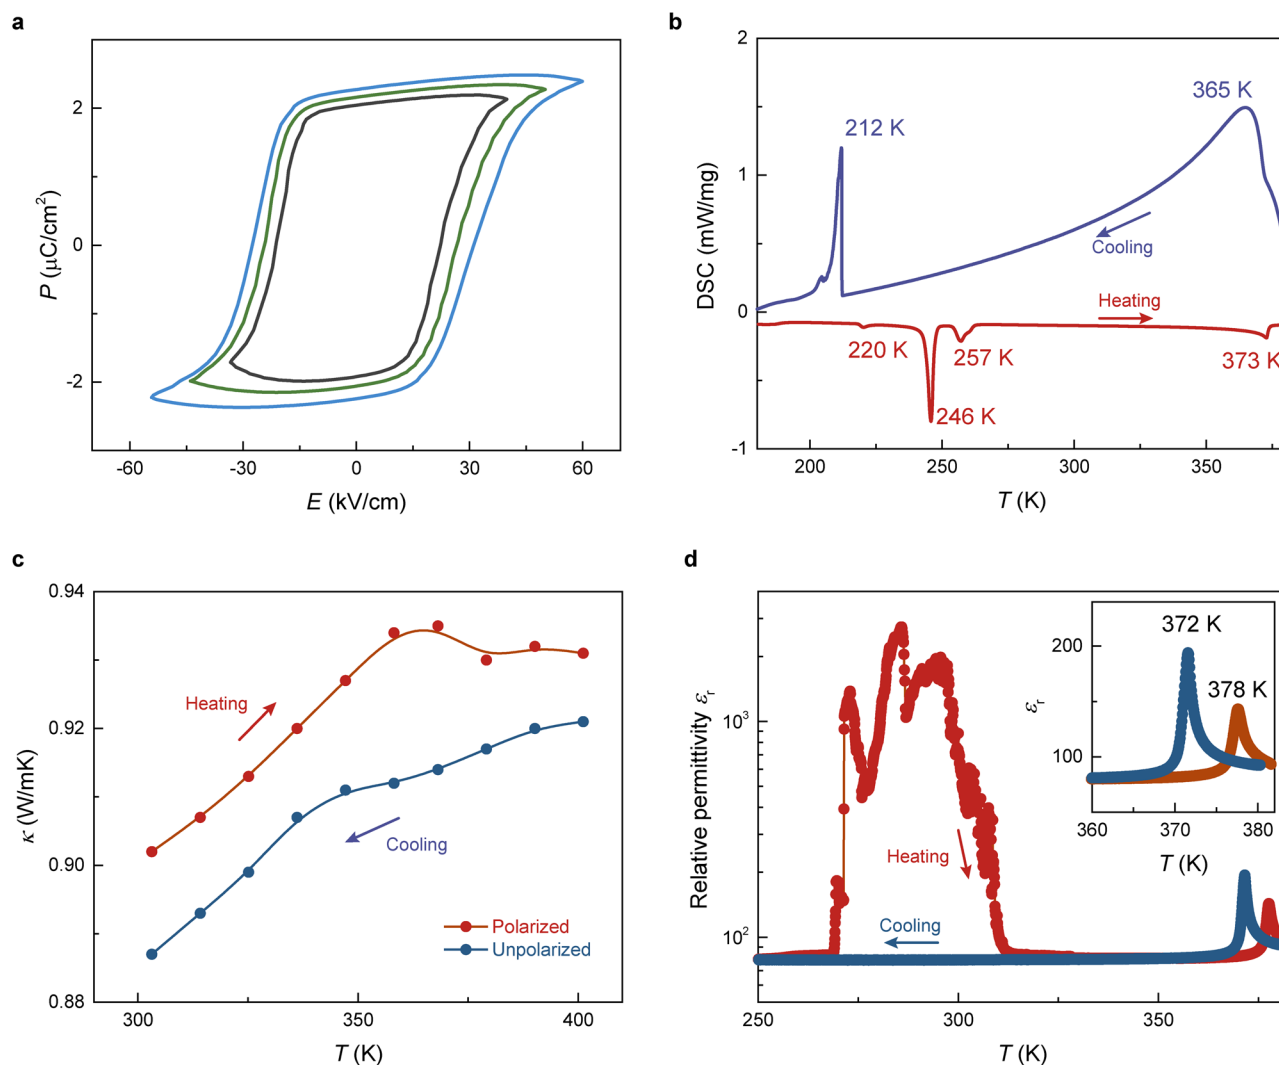 a
2
0
-2
P (μC/cm²)
-60
-30
0
30
60
E (kV/cm)
b
2
1
0
-1
DSC (mW/mg)
365 K
212 K
Cooling
Heating
220 K
257 K
373 K
246 K
200
250
300
350
T (K)
c
0.94
0.92
0.90
0.88
κ (W/mK)
Heating
Cooling
Polarized
Unpolarized
300
350
400
T (K)
d
10³
10²
Relative permittivity εr
Heating
Cooling
250
300
350
T (K)
372 K
378 K
200
100
εr
360
370
380
T (K)